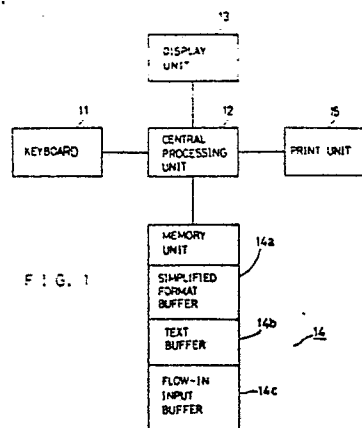 13
DISPLAY
UNIT
11
12
15
KEYBOARD
CENTRAL
PROCESSING
UNIT
PRINT UNIT
MEMORY
UNIT
14a
SIMPLIFIED
FORMAT
BUFFER
FIG. 1
TEXT
BUFFER
14b
14
FLOW-IN
INPUT
BUFFER
14c